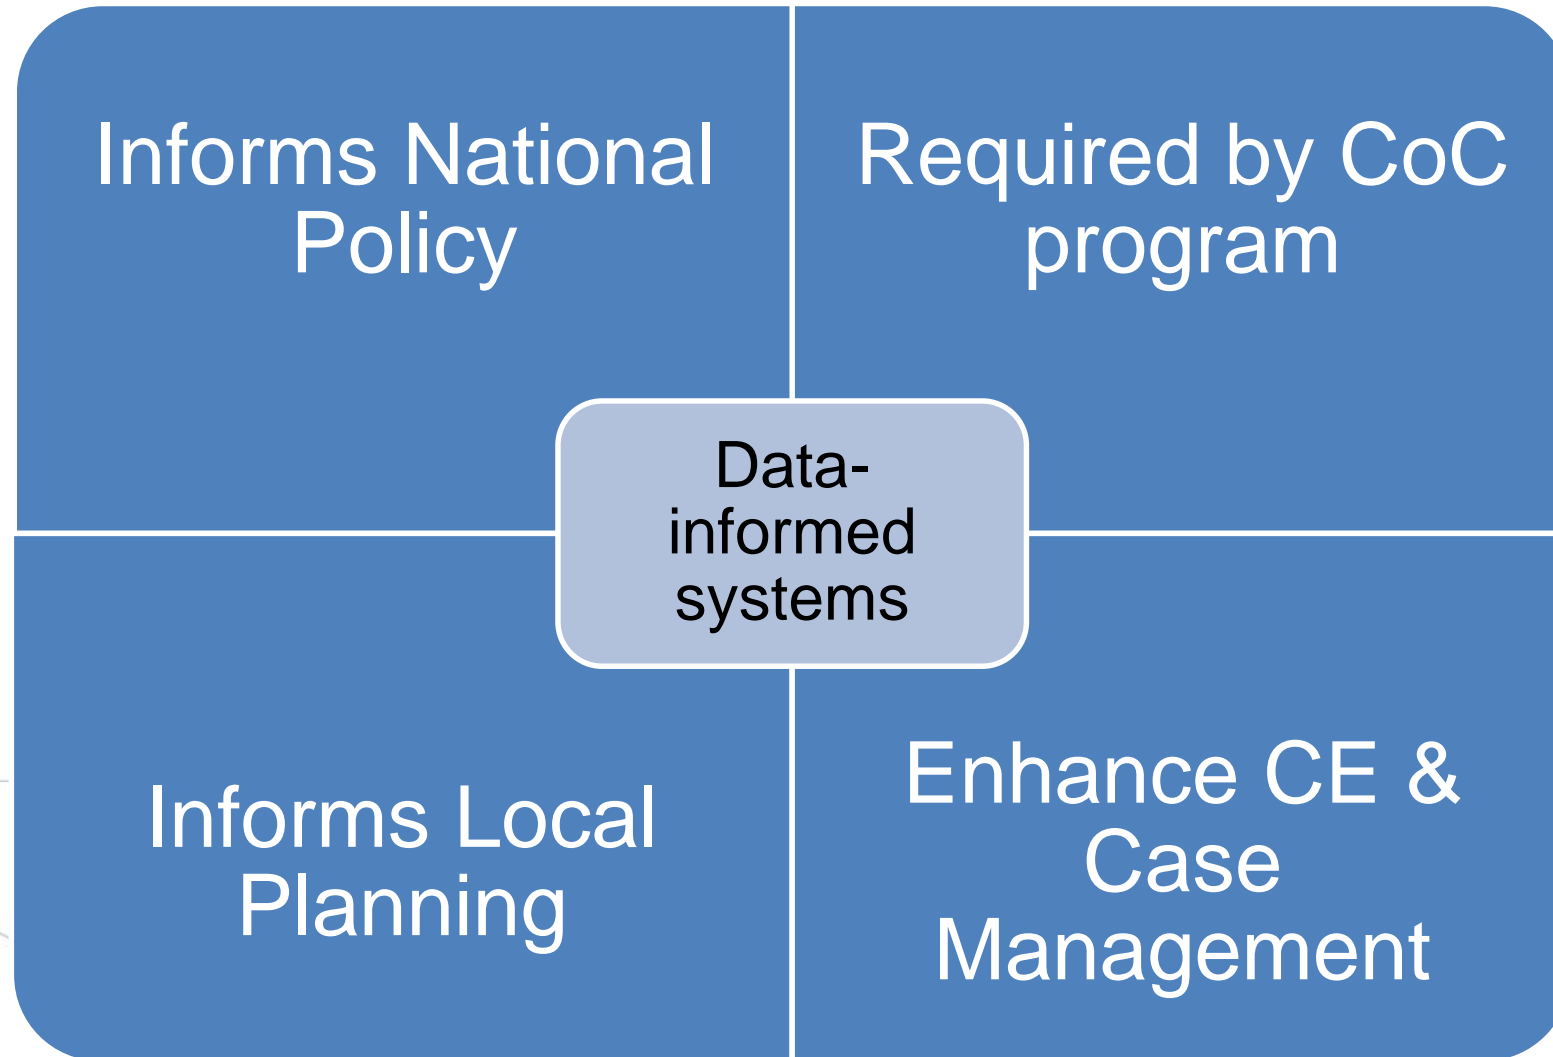 Informs National
Policy
Required by CoC
program
Data-
informed
systems
Informs Local
Planning
Enhance CE &
Case
Management